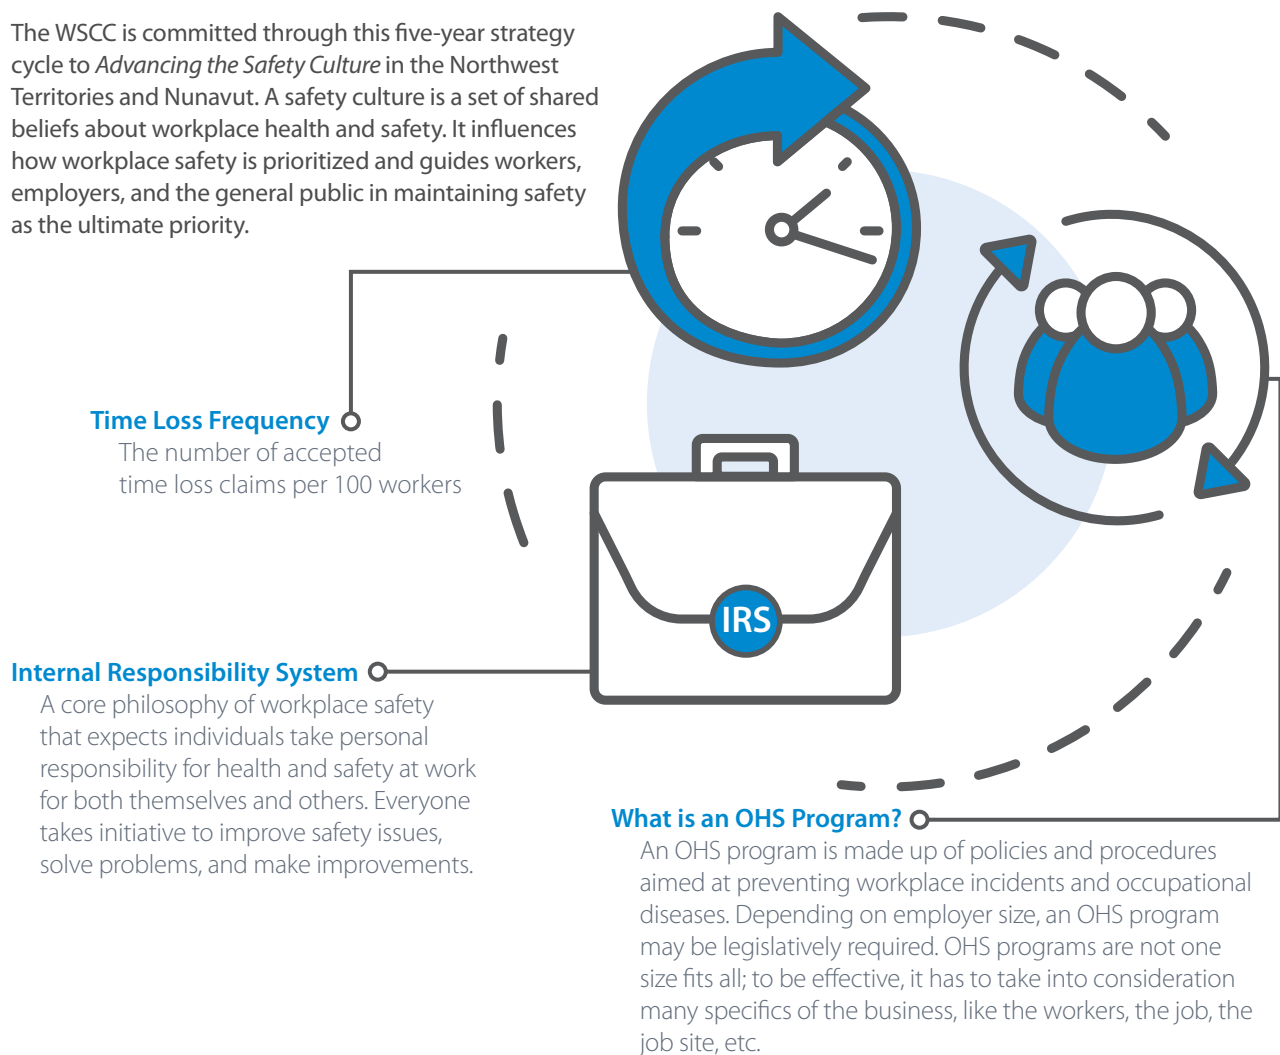 The WSCC is committed through this five-year strategy
cycle to Advancing the Safety Culture in the Northwest
Territories and Nunavut. A safety culture is a set of shared
beliefs about workplace health and safety. It influences
how workplace safety is prioritized and guides workers,
employers, and the general public in maintaining safety
as the ultimate priority.
Time Loss Frequency
The number of accepted
time loss claims per 100 workers
IRS
Internal Responsibility System
A core philosophy of workplace safety
that expects individuals take personal
responsibility for health and safety at work
for both themselves and others. Everyone
takes initiative to improve safety issues,
solve problems, and make improvements.
What is an OHS Program?
An OHS program is made up of policies and procedures
aimed at preventing workplace incidents and occupational
diseases. Depending on employer size, an OHS program
may be legislatively required. OHS programs are not one
size fits all; to be effective, it has to take into consideration
many specifics of the business, like the workers, the job, the
job site, etc.